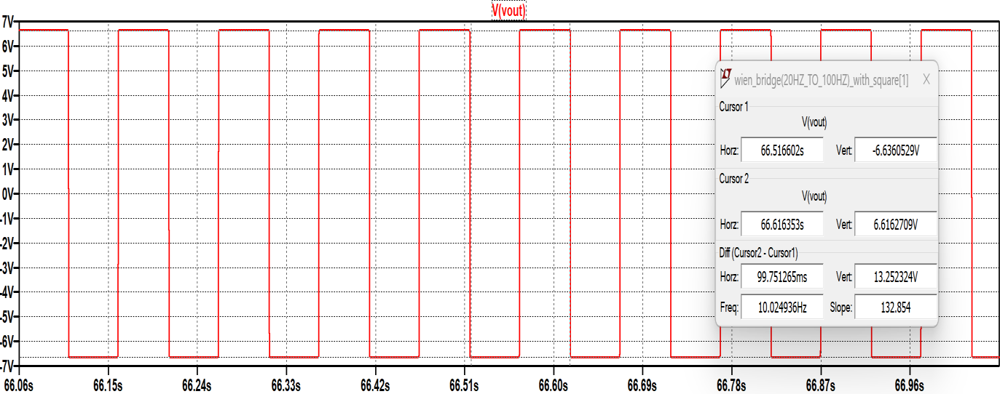 V(vout)
7V
6V
5V
4V
3V
2V
1V
0V
-1V
-2V
-3V
-4V
-5V
-6V
-7V
66.06s 66.15s 66.24s 66.33s 66.42s 66.51s 66.60s 66.69s 66.78s 66.87s 66.96s
wien_bridge(20HZ_TO_100HZ)_with_square[1]
Cursor 1
V(vout)
Horz: 66.516602s Vert: -6.6360529V
Cursor 2
V(vout)
Horz: 66.616353s Vert: 6.6162709V
Diff (Cursor2 - Cursor1)
Horz: 99.751265ms Vert: 13.252324V
Freq: 10.024936Hz Slope: 132.854